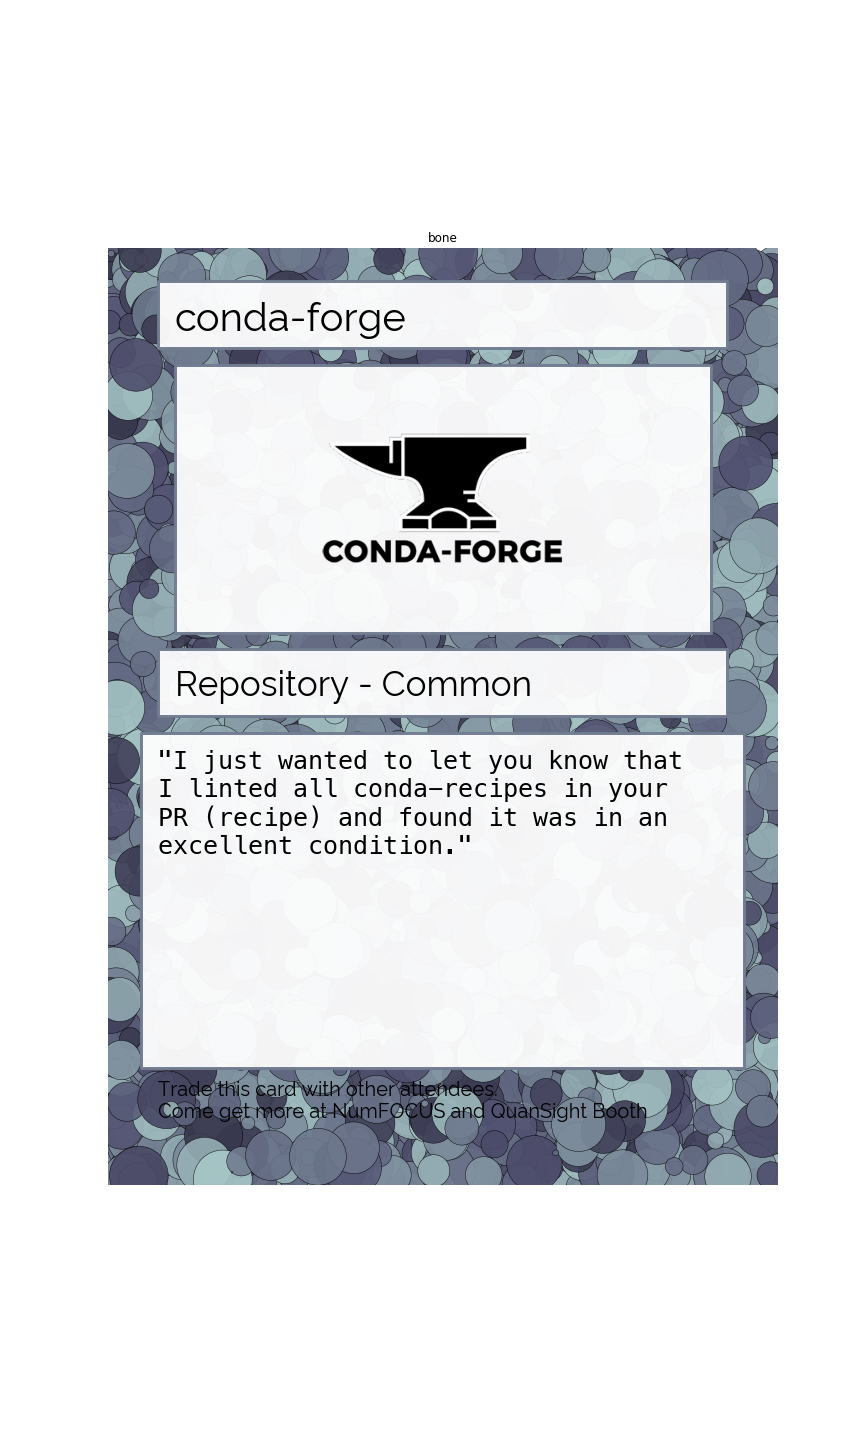 bone
conda-forge
CONDA-FORGE
Repository - Common
"I just wanted to let you know that
I linted all conda-recipes in your
PR (recipe) and found it was in an
excellent condition."
Trade this card with other attendees.
Come get more at NumFOCUS and QuanSight Booth